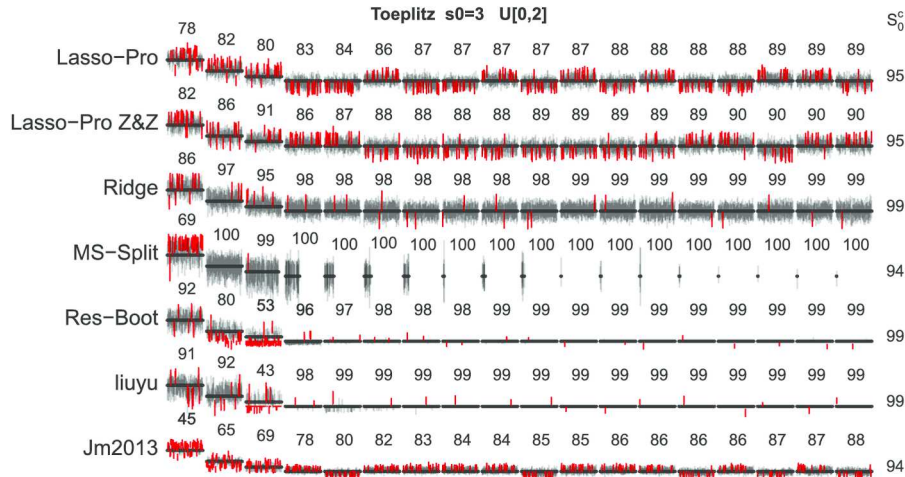 Toeplitz s0=3 U[0,2]
S₀ᶜ
78 82 80 83 84 86 87 87 87 87 87 88 88 88 88 89 89 89
Lasso−Pro 95
82 86 91 86 87 88 88 88 88 88 89 89 89 89 90 90 90 90
Lasso−Pro Z&Z 95
86 97 95 98 98 98 98 98 98 98 99 99 99 99 99 99 99 99
Ridge 99
69 100 99 100 100 100 100 100 100 100 100 100 100 100 100 100 100 100
MS−Split 94
92 80 53 96 97 98 98 99 99 99 99 99 99 99 99 99 99 99
Res−Boot 99
91 92 43 98 99 99 99 99 99 99 99 99 99 99 99 99 99 99
liuyu 99
45 65 69 78 80 82 83 84 84 85 85 86 86 86 86 87 87 88
Jm2013 94